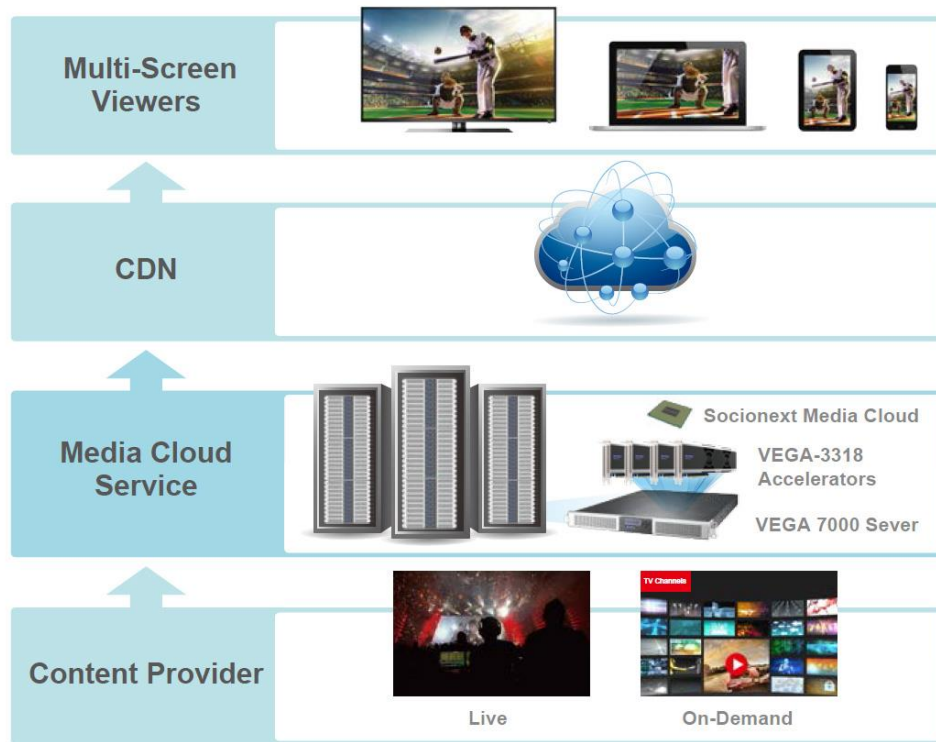 Multi-Screen
Viewers
CDN
Media Cloud
Service
Socionext Media Cloud
VEGA-3318
Accelerators
VEGA 7000 Sever
Content Provider
TV Channels
Live
On-Demand